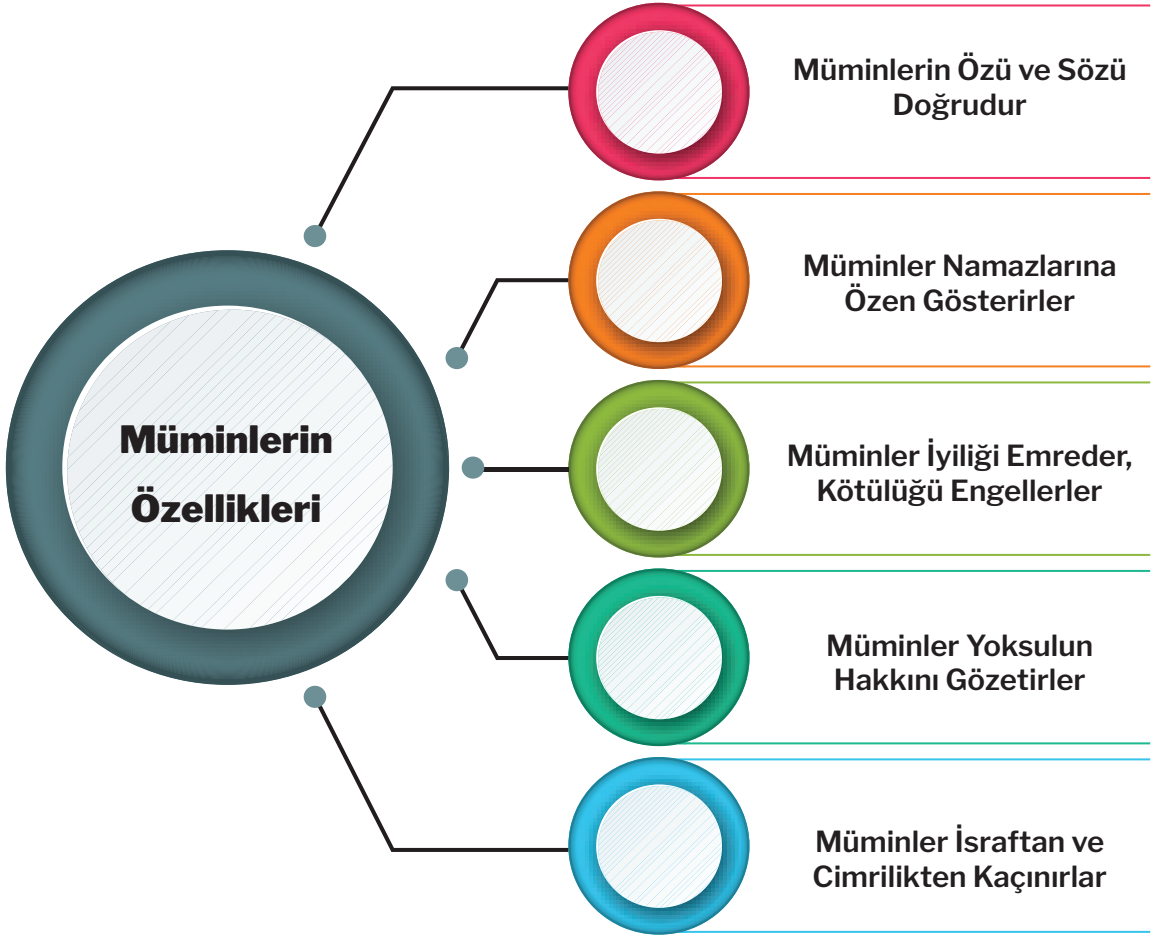 Müminlerin
Özellikleri
Müminlerin Özü ve Sözü
Doğrudur
Müminler Namazlarına
Özen Gösterirler
Müminler İyiliği Emreder,
Kötülüğü Engellerler
Müminler Yoksulun
Hakkını Gözetirler
Müminler İsraftan ve
Cimrilikten Kaçınırlar